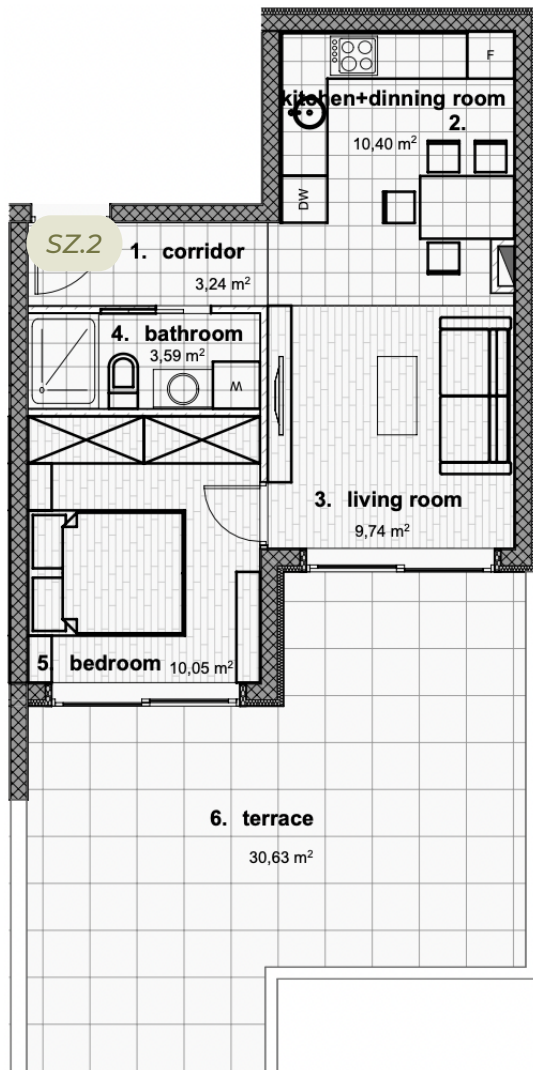 F
kitchen+dinning room
2.
10,40 m²
DW
SZ.2
1. corridor
3,24 m²
4. bathroom
3,59 m²
W
3. living room
9,74 m²
5. bedroom 10,05 m²
6. terrace
30,63 m²